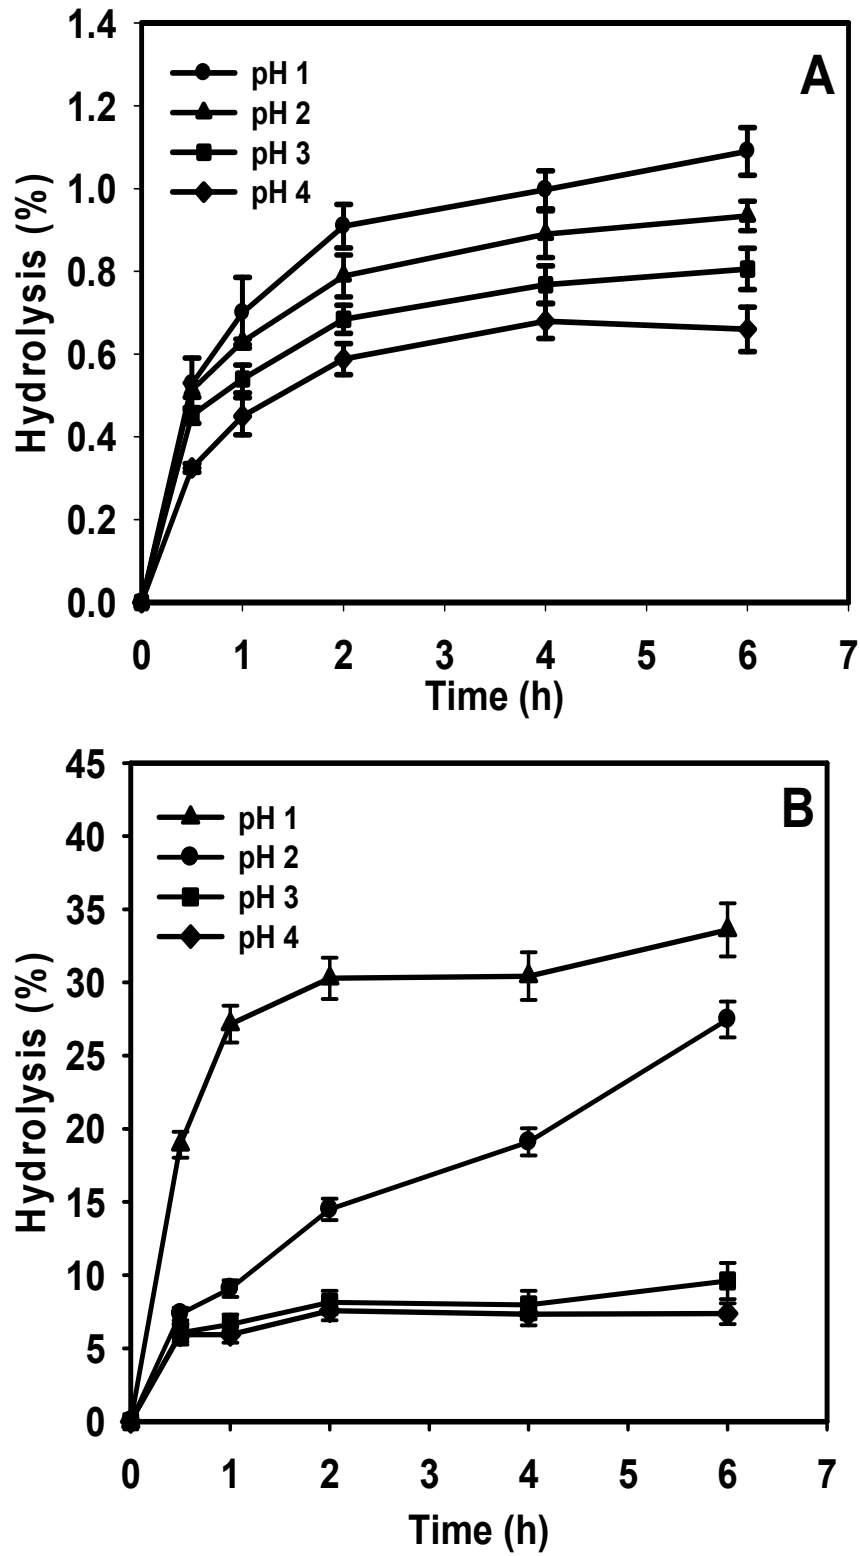 1.4
A
pH 1
pH 2
pH 3
pH 4
1.2
1.0
0.8
0.6
0.4
0.2
0.0
Hydrolysis (%)
0 1 2 3 4 5 6 7
Time (h)
45
B
pH 1
pH 2
pH 3
pH 4
40
35
30
25
20
15
10
5
0
Hydrolysis (%)
0 1 2 3 4 5 6 7
Time (h)